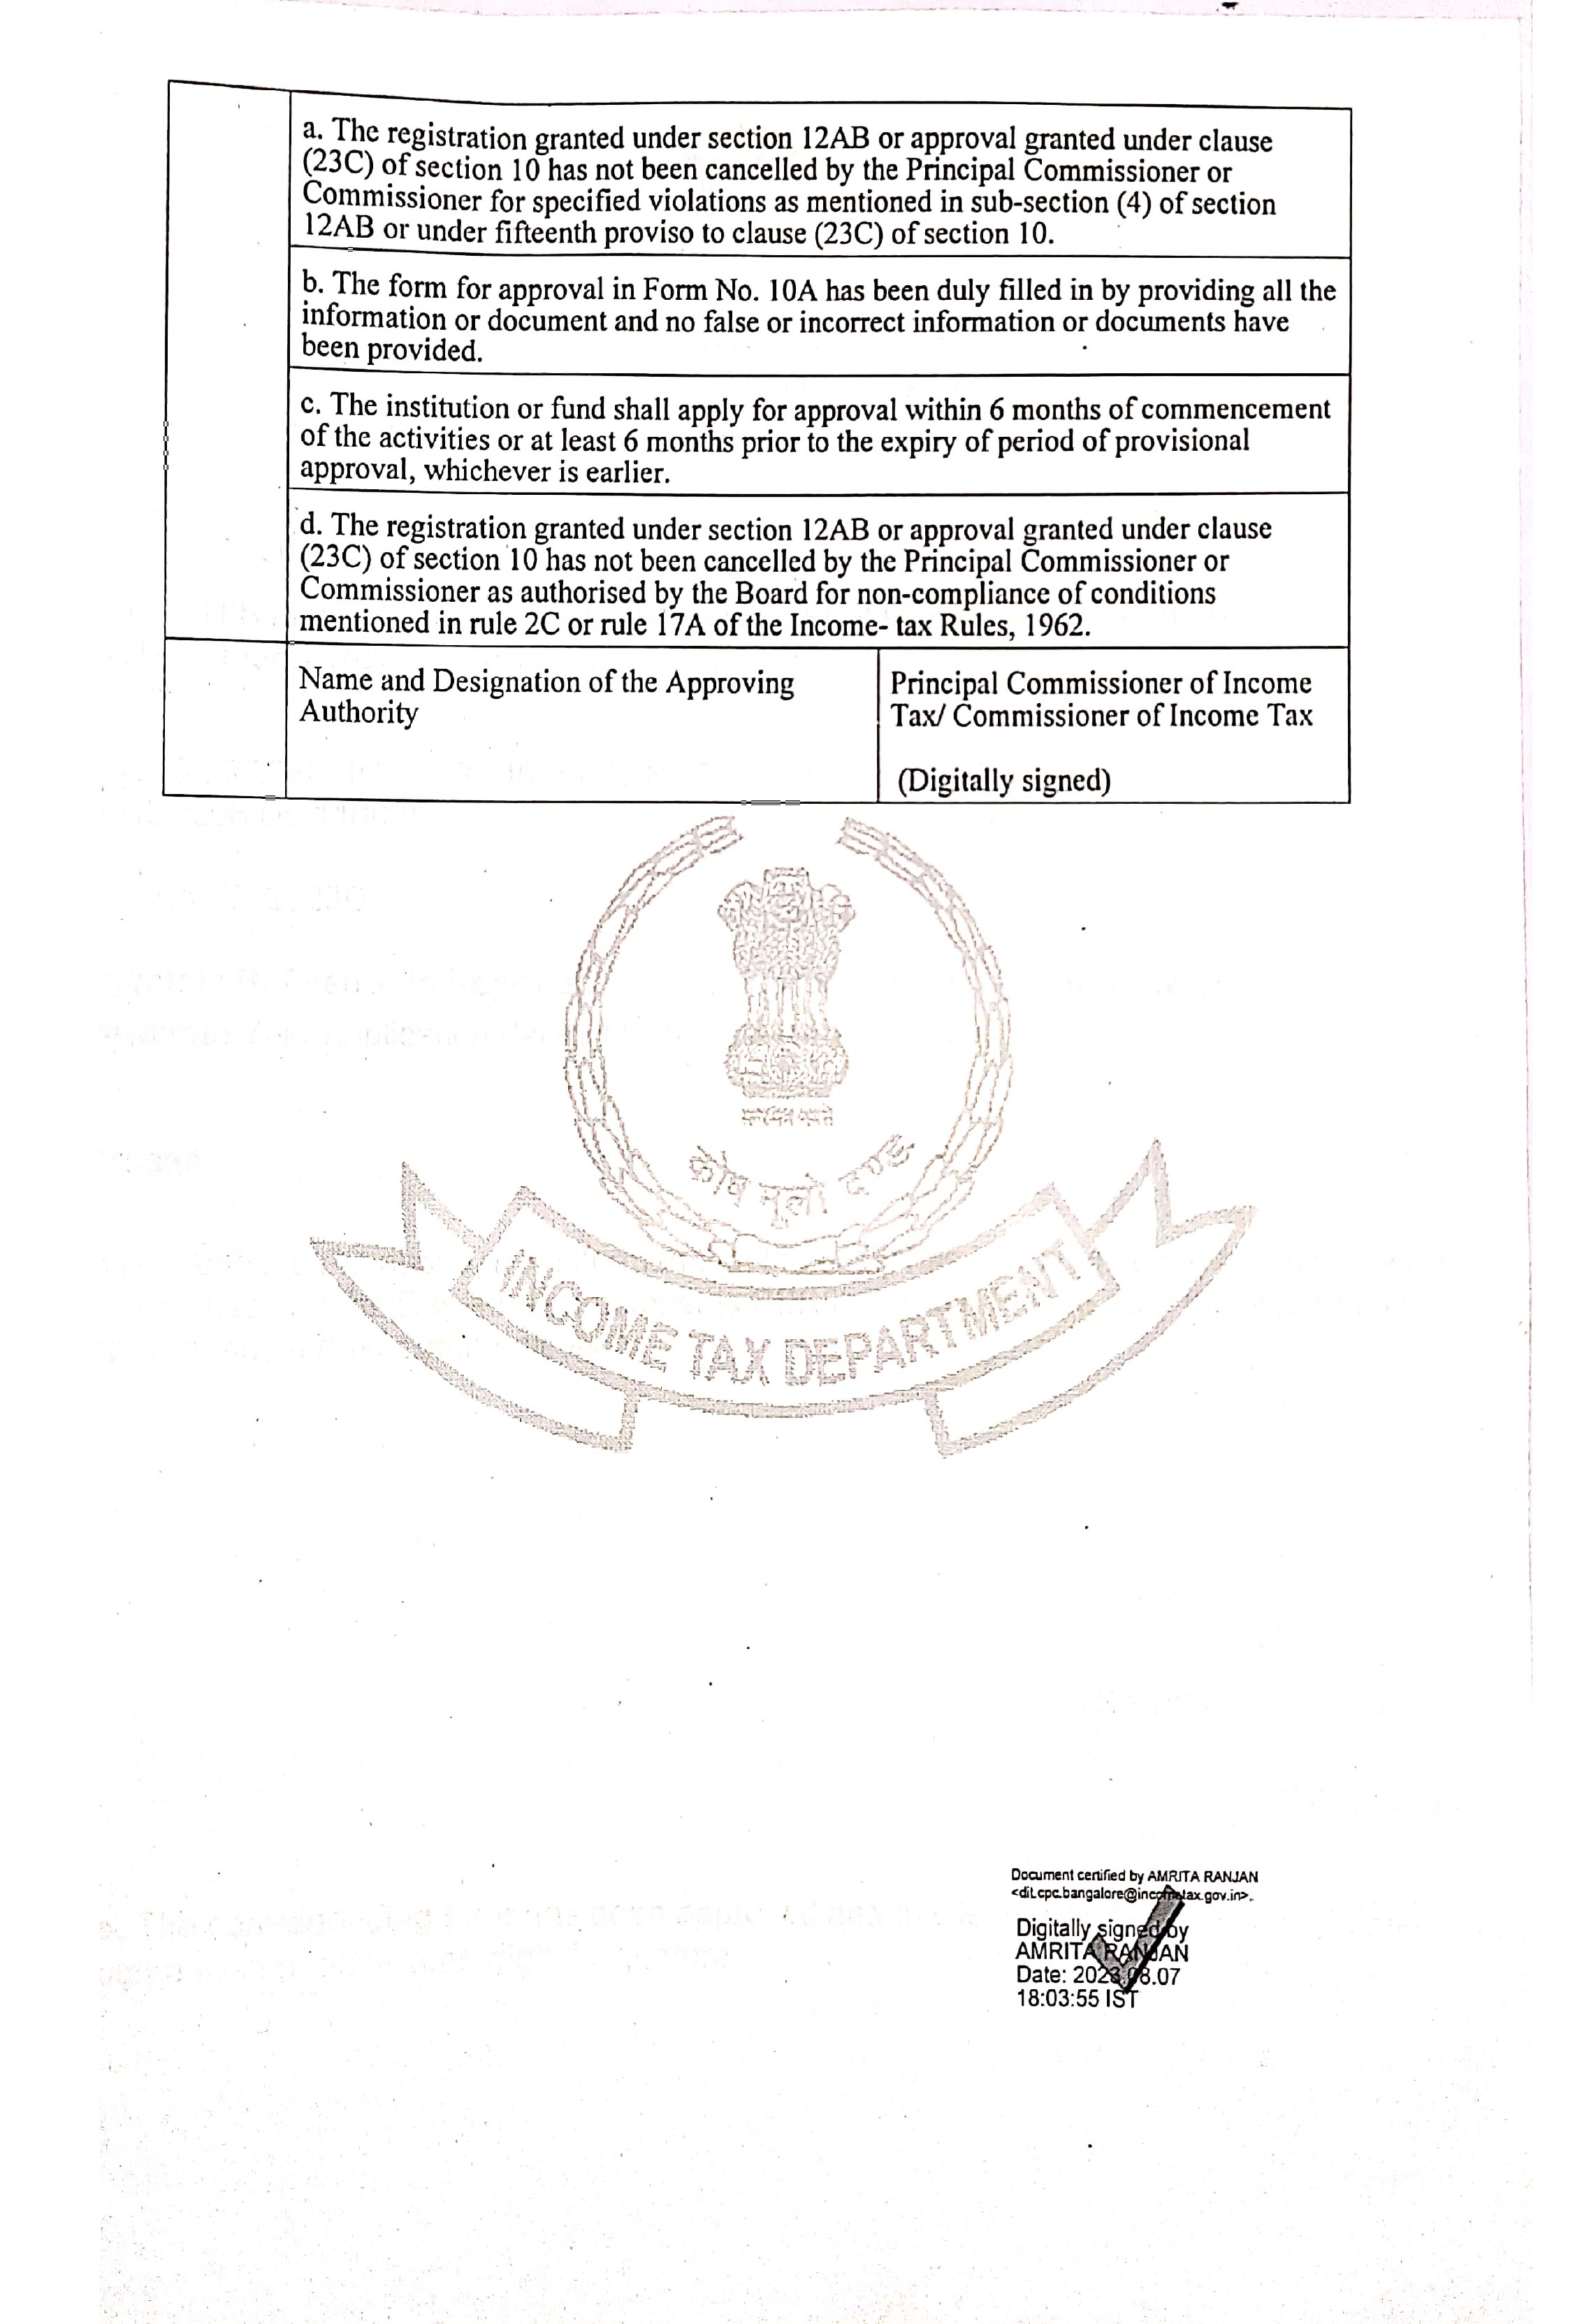 a. The registration granted under section 12AB or approval granted under clause
(23C) of section 10 has not been cancelled by the Principal Commissioner or
Commissioner for specified violations as mentioned in sub-section (4) of section
12AB or under fifteenth proviso to clause (23C) of section 10.
b. The form for approval in Form No. 10A has been duly filled in by providing all the
information or document and no false or incorrect information or documents have
been provided.
c. The institution or fund shall apply for approval within 6 months of commencement
of the activities or at least 6 months prior to the expiry of period of provisional
approval, whichever is earlier.
d. The registration granted under section 12AB or approval granted under clause
(23C) of section 10 has not been cancelled by the Principal Commissioner or
Commissioner as authorised by the Board for non-compliance of conditions
mentioned in rule 2C or rule 17A of the Income- tax Rules, 1962.
Name and Designation of the Approving
Authority
Principal Commissioner of Income
Tax/ Commissioner of Income Tax
(Digitally signed)
कोष मूलो दण्ड
INCOME TAX DEPARTMENT
Document certified by AMRITA RANJAN
<dit.cpc.bangalore@incometax.gov.in>.
Digitally signed by
AMRITA RANJAN
Date: 2023.08.07
18:03:55 IST